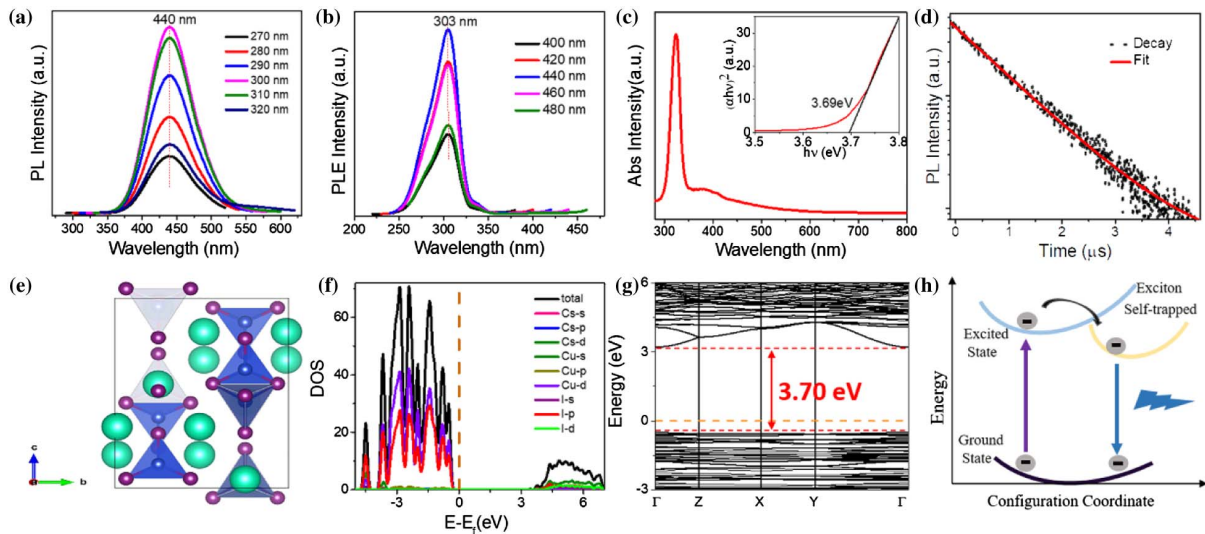 (a)
440 nm
270 nm
280 nm
290 nm
300 nm
310 nm
320 nm
PL Intensity (a.u.)
300 350 400 450 500 550 600
Wavelength (nm)
(b)
303 nm
400 nm
420 nm
440 nm
460 nm
480 nm
PLE Intensity (a.u.)
200 250 300 350 400 450
Wavelength (nm)
(c)
Abs Intensity(a.u.)
(αhν)² (a.u.)
40
30
20
10
0
3.69eV
3.5 3.6 3.7 3.8
hν (eV)
300 400 500 600 700 800
Wavelength (nm)
(d)
Decay
Fit
PL Intensity (a.u.)
0 1 2 3 4
Time (μs)
(e)
c
b
(f)
DOS
60
40
20
0
total
Cs-s
Cs-p
Cs-d
Cu-s
Cu-p
Cu-d
I-s
I-p
I-d
-3 0 3 6
E-Ef(eV)
(g)
Energy (eV)
6
3
0
-3
3.70 eV
Γ Z X Y Γ
(h)
Exciton
Self-trapped
Excited
State
Ground
State
Energy
Configuration Coordinate